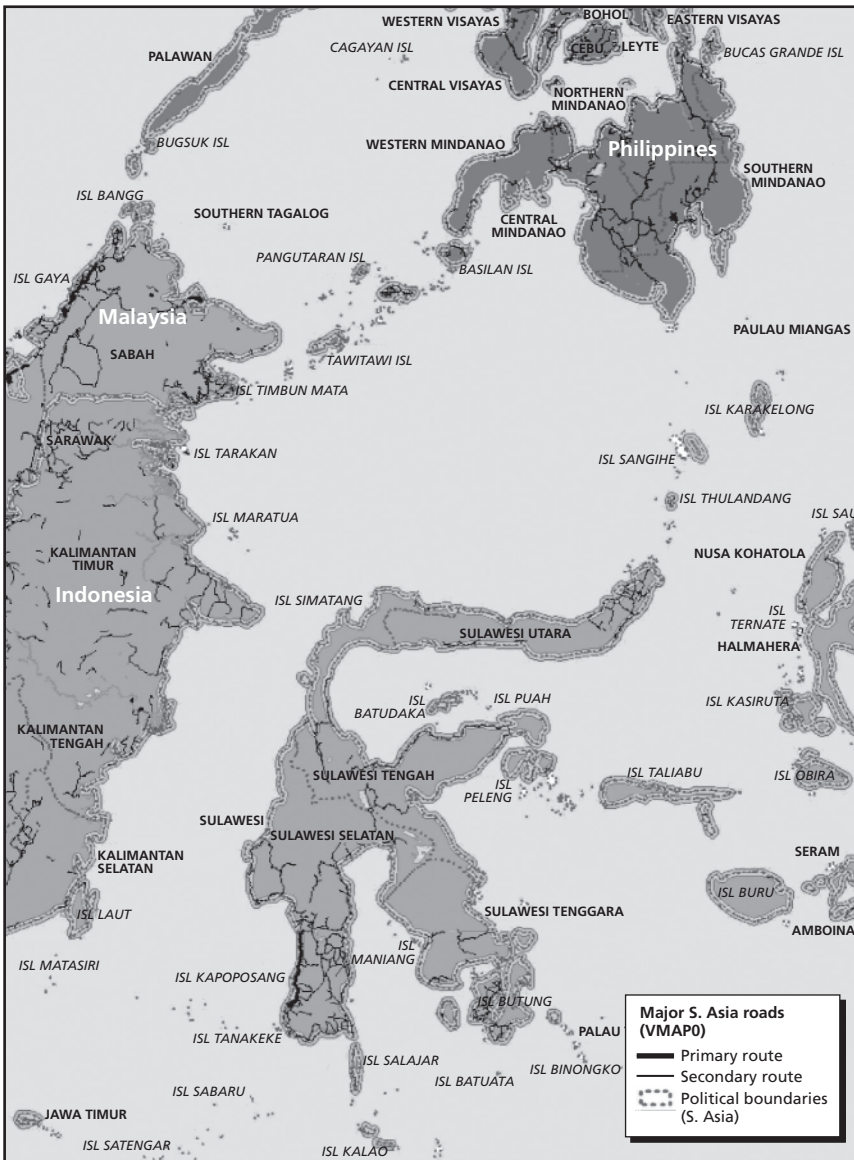 WESTERN VISAYAS
BOHOL
EASTERN VISAYAS
CAGAYAN ISL
CEBU
LEYTE
BUCAS GRANDE ISL
PALAWAN
CENTRAL VISAYAS
NORTHERN
MINDANAO
BUGSUK ISL
WESTERN MINDANAO
Philippines
SOUTHERN
MINDANAO
ISL BANGG
SOUTHERN TAGALOG
CENTRAL
MINDANAO
PANGUTARAN ISL
BASILAN ISL
ISL GAYA
Malaysia
PAULAU MIANGAS
SABAH
TAWITAWI ISL
ISL TIMBUN MATA
ISL KARAKELONG
SARAWAK
ISL TARAKAN
ISL SANGIHE
ISL THULANDANG
ISL MARATUA
ISL SAU
KALIMANTAN
TIMUR
NUSA KOHATOLA
Indonesia
ISL SIMATANG
ISL
TERNATE
SULAWESI UTARA
HALMAHERA
ISL
BATUDAKA
ISL PUAH
ISL KASIRUTA
KALIMANTAN
TENGAH
SULAWESI TENGAH
ISL
PELENG
ISL TALIABU
ISL OBIRA
SULAWESI
SULAWESI SELATAN
KALIMANTAN
SELATAN
SERAM
ISL LAUT
ISL BURU
SULAWESI TENGGARA
AMBOINA
ISL MATASIRI
ISL
MANIANG
ISL KAPOPOSANG
ISL BUTUNG
ISL TANAKEKE
PALAU
ISL SALAJAR
ISL BINONGKO
ISL BATUATA
ISL SABARU
JAWA TIMUR
ISL SATENGAR
ISL KALAO
Major S. Asia roads
(VMAP0)
Primary route
Secondary route
Political boundaries
(S. Asia)